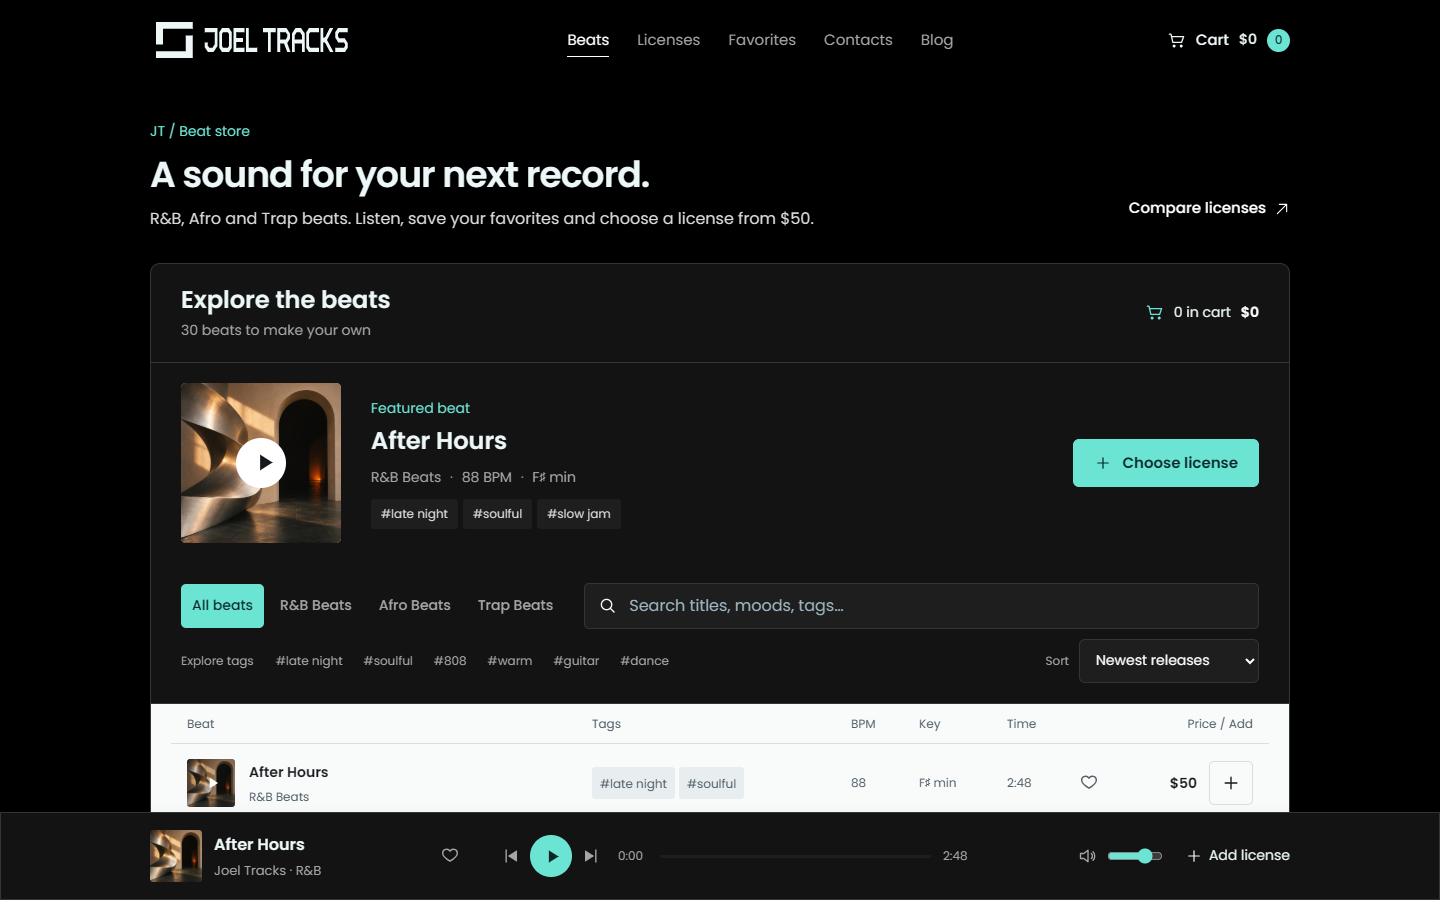 JOEL TRACKS
Beats Licenses Favorites Contacts Blog
Cart $0 0
JT / Beat store
A sound for your next record.
R&B, Afro and Trap beats. Listen, save your favorites and choose a license from $50.
Compare licenses
Explore the beats
30 beats to make your own
0 in cart $0
Featured beat
After Hours
R&B Beats · 88 BPM · F♯ min
#late night #soulful #slow jam
Choose license
All beats R&B Beats Afro Beats Trap Beats
Search titles, moods, tags...
Explore tags #late night #soulful #808 #warm #guitar #dance
Sort Newest releases
Beat Tags BPM Key Time Price / Add
After Hours
R&B Beats
#late night #soulful 88 F♯ min 2:48 $50
After Hours
Joel Tracks · R&B
0:00 2:48
Add license